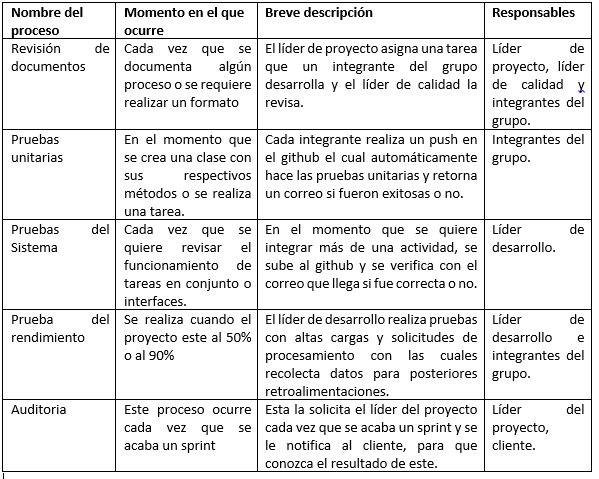 Nombre del
proceso
Momento en el que
ocurre
Breve descripción
Responsables
Revisión de
documentos
Cada vez que se
documenta algún
proceso o se requiere
realizar un formato
El líder de proyecto asigna una tarea
que un integrante del grupo
desarrolla y el líder de calidad la
revisa.
Líder de
proyecto, líder
de calidad y
integrantes del
grupo.
Pruebas
unitarias
En el momento que
se crea una clase con
sus respectivos
métodos o se realiza
una tarea.
Cada integrante realiza un push en
el github el cual automáticamente
hace las pruebas unitarias y retorna
un correo si fueron exitosas o no.
Integrantes del
grupo.
Pruebas del
Sistema
Cada vez que se
quiere revisar el
funcionamiento de
tareas en conjunto o
interfaces.
En el momento que se quiere
integrar más de una actividad, se
sube al github y se verifica con el
correo que llega si fue correcta o no.
Líder de
desarrollo.
Prueba del
rendimiento
Se realiza cuando el
proyecto este al 50%
o al 90%
El líder de desarrollo realiza pruebas
con altas cargas y solicitudes de
procesamiento con las cuales
recolecta datos para posteriores
retroalimentaciones.
Líder de
desarrollo e
integrantes del
grupo.
Auditoria
Este proceso ocurre
cada vez que se
acaba un sprint
Esta la solicita el líder del proyecto
cada vez que se acaba un sprint y se
le notifica al cliente, para que
conozca el resultado de este.
Líder del
proyecto,
cliente.